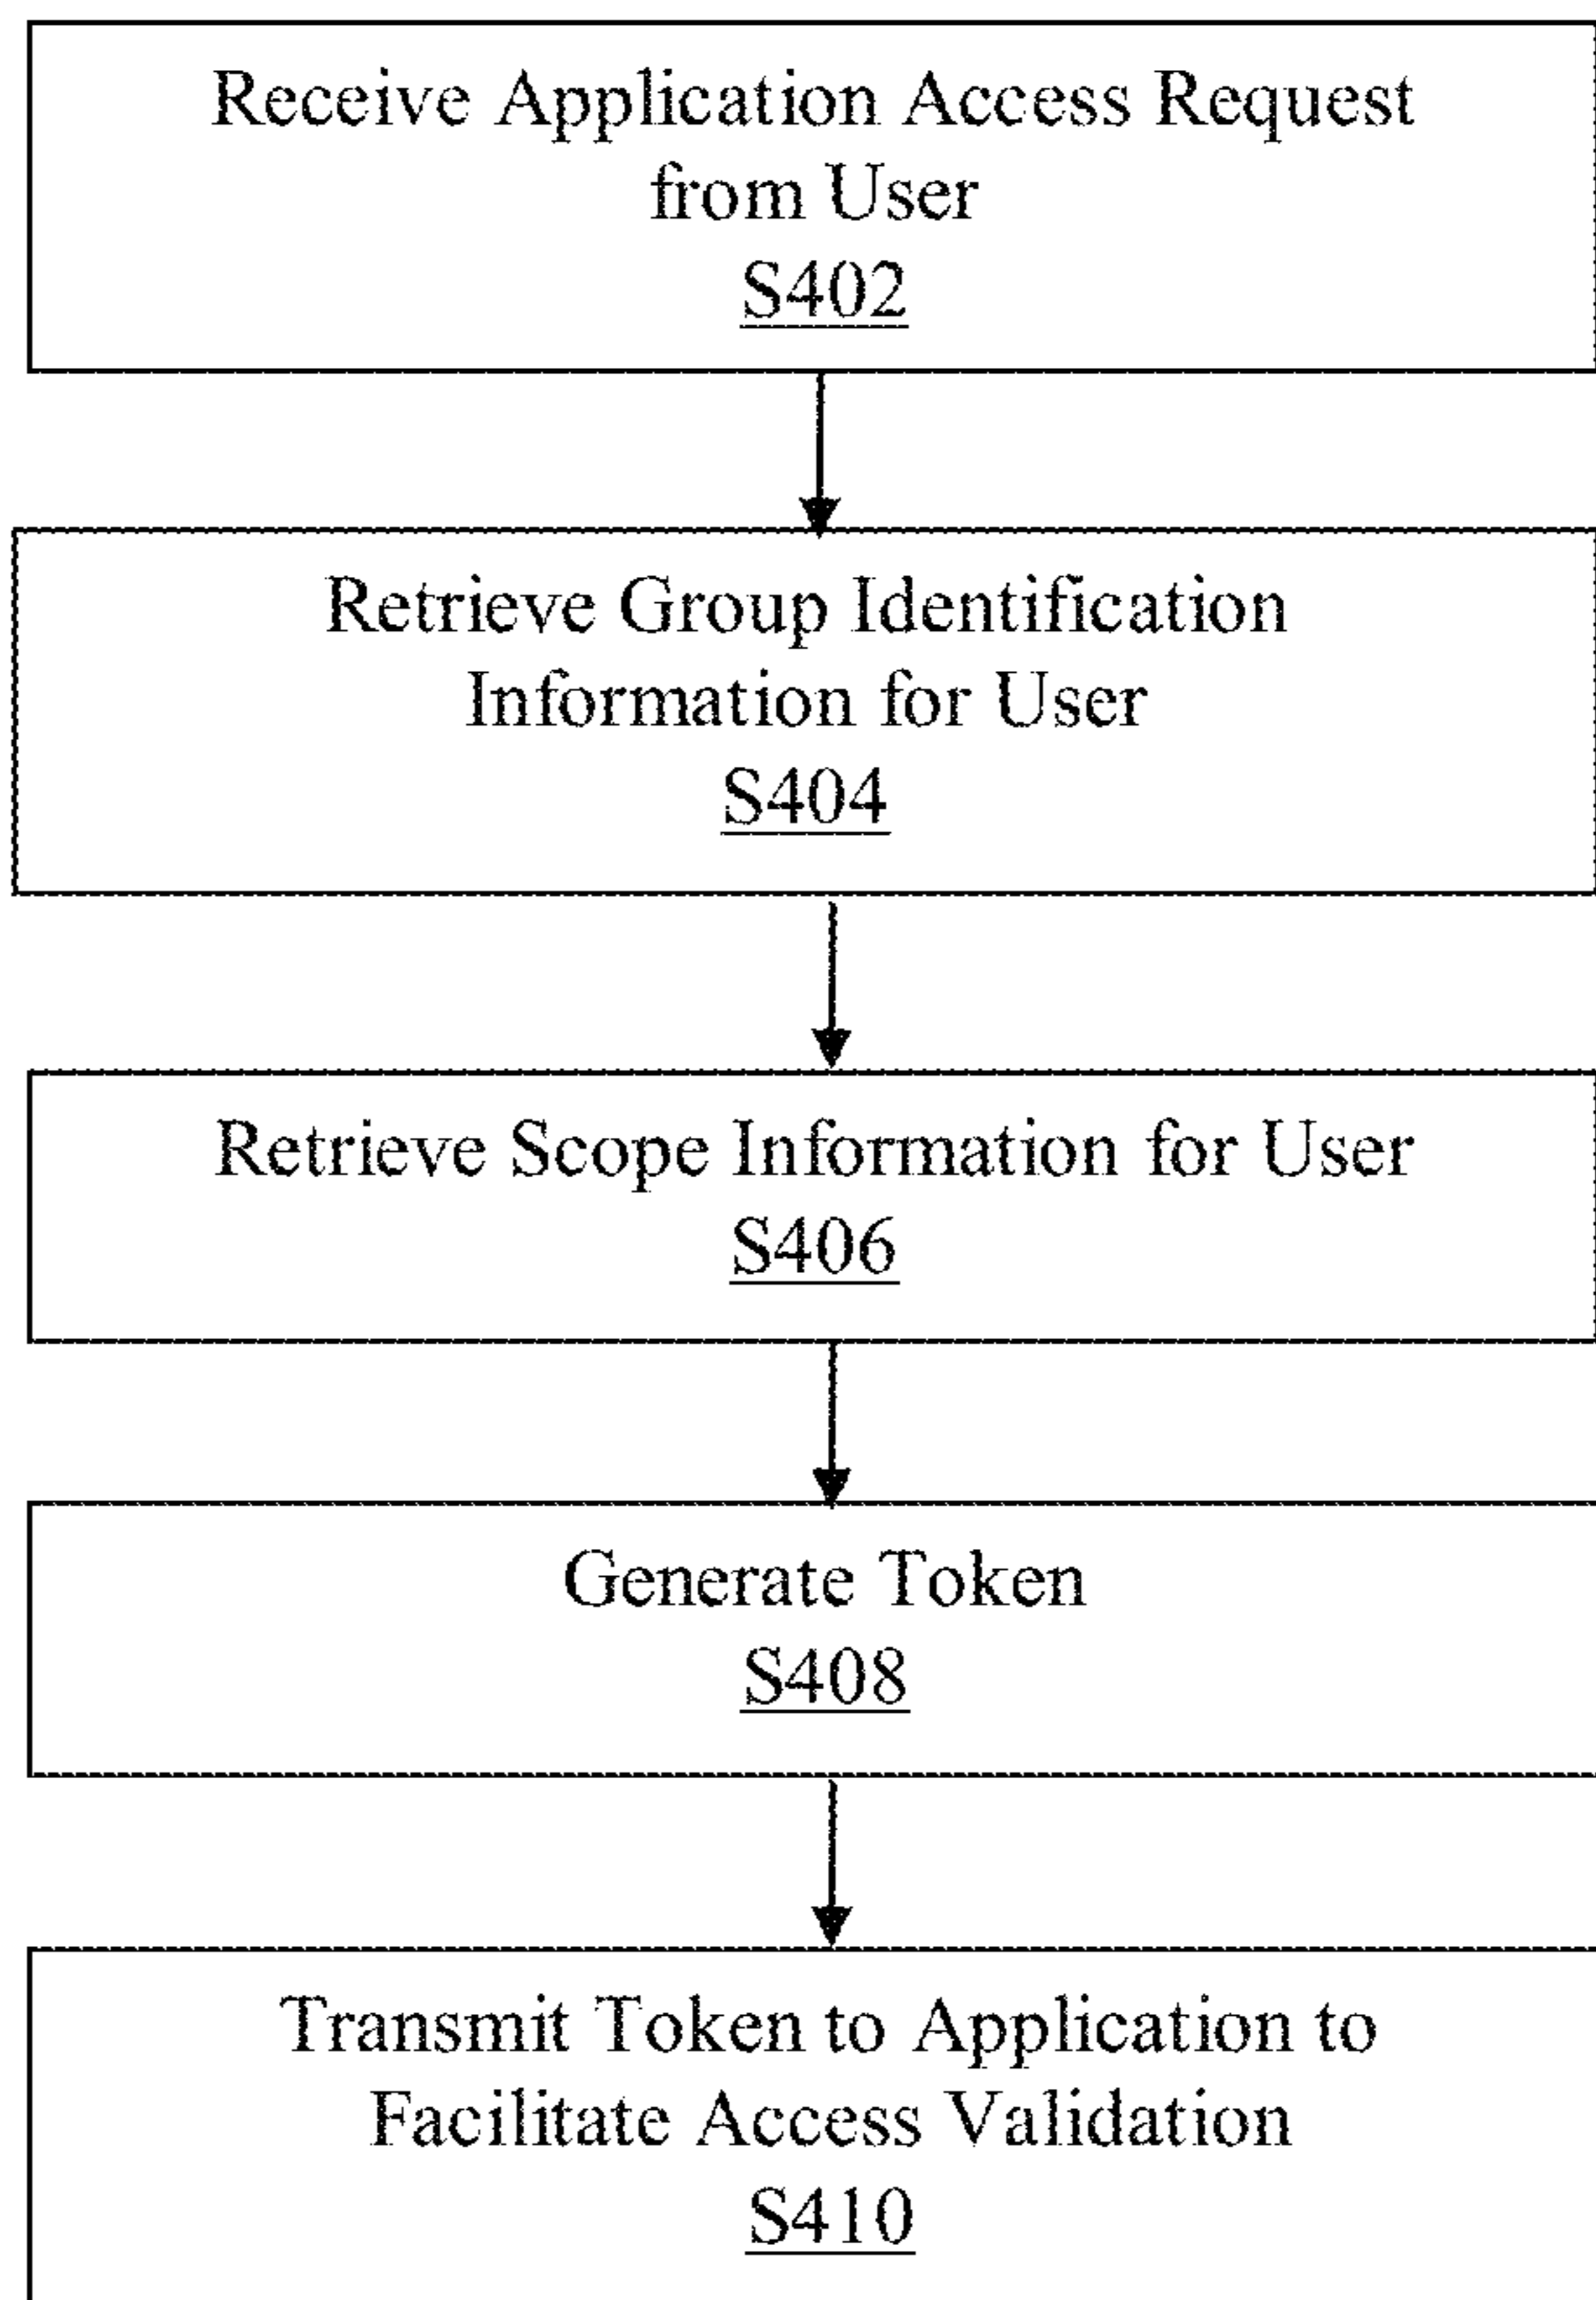 Receive Application Access Request
from User
S402
Retrieve Group Identification
Information for User
S404
Retrieve Scope Information for User
S406
Generate Token
S408
Transmit Token to Application to
Facilitate Access Validation
S410